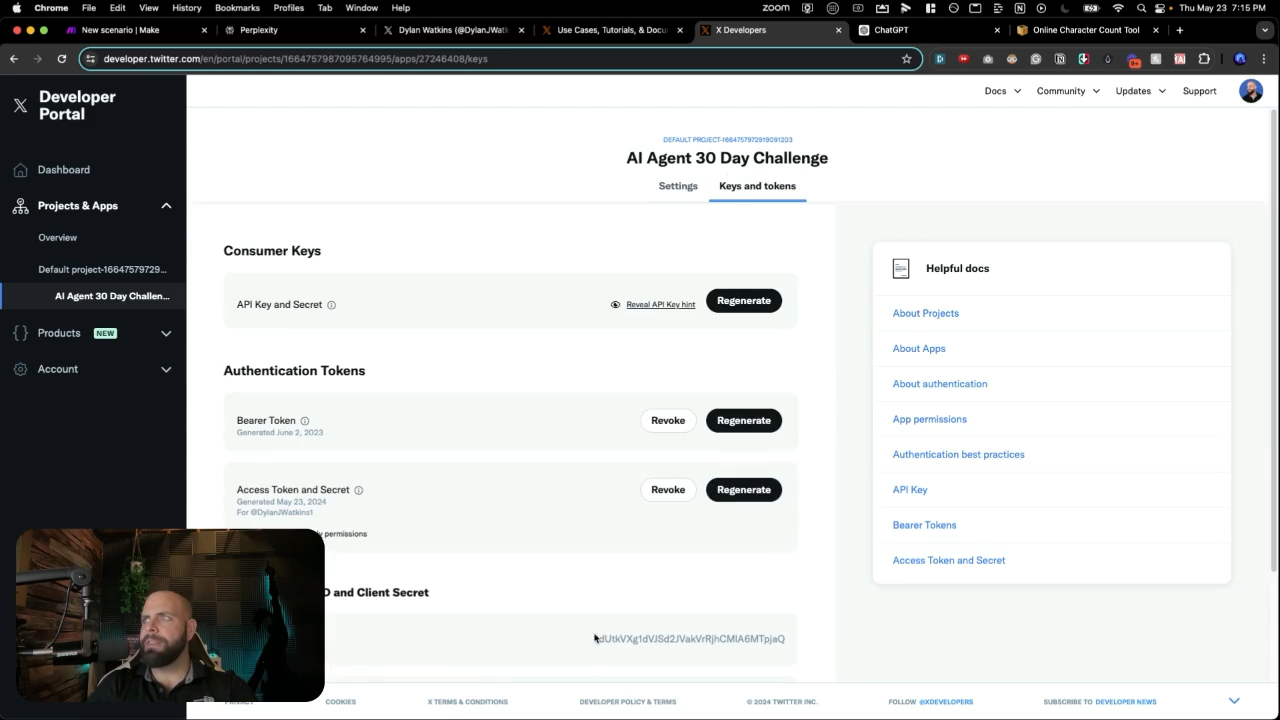 Chrome File Edit View History Bookmarks Profiles Tab Window Help zoom Thu May 23 7:15 PM
New scenario | Make
Perplexity
Dylan Watkins (@DylanJWatk
Use Cases, Tutorials, & Docu
X Developers
ChatGPT
Online Character Count Tool
developer.twitter.com/en/portal/projects/1664757987095764995/apps/27246408/keys
Developer
Portal
Docs Community Updates Support
Dashboard
Projects & Apps
Overview
Default project-16647579729...
AI Agent 30 Day Challen...
Products NEW
Account
DEFAULT PROJECT-1664757972919091203
AI Agent 30 Day Challenge
Settings Keys and tokens
Consumer Keys
API Key and Secret
Reveal API Key hint Regenerate
Authentication Tokens
Bearer Token
Generated June 2, 2023
Revoke Regenerate
Access Token and Secret
Generated May 23, 2024
For @DylanJWatkins1
permissions
Revoke Regenerate
D and Client Secret
dUtkVXg1dVJSd2JVakVrRjhCMlA6MTpjaQ
Helpful docs
About Projects
About Apps
About authentication
App permissions
Authentication best practices
API Key
Bearer Tokens
Access Token and Secret
PRIVACY COOKIES X TERMS & CONDITIONS DEVELOPER POLICY & TERMS © 2024 TWITTER INC. FOLLOW @XDEVELOPERS SUBSCRIBE TO DEVELOPER NEWS